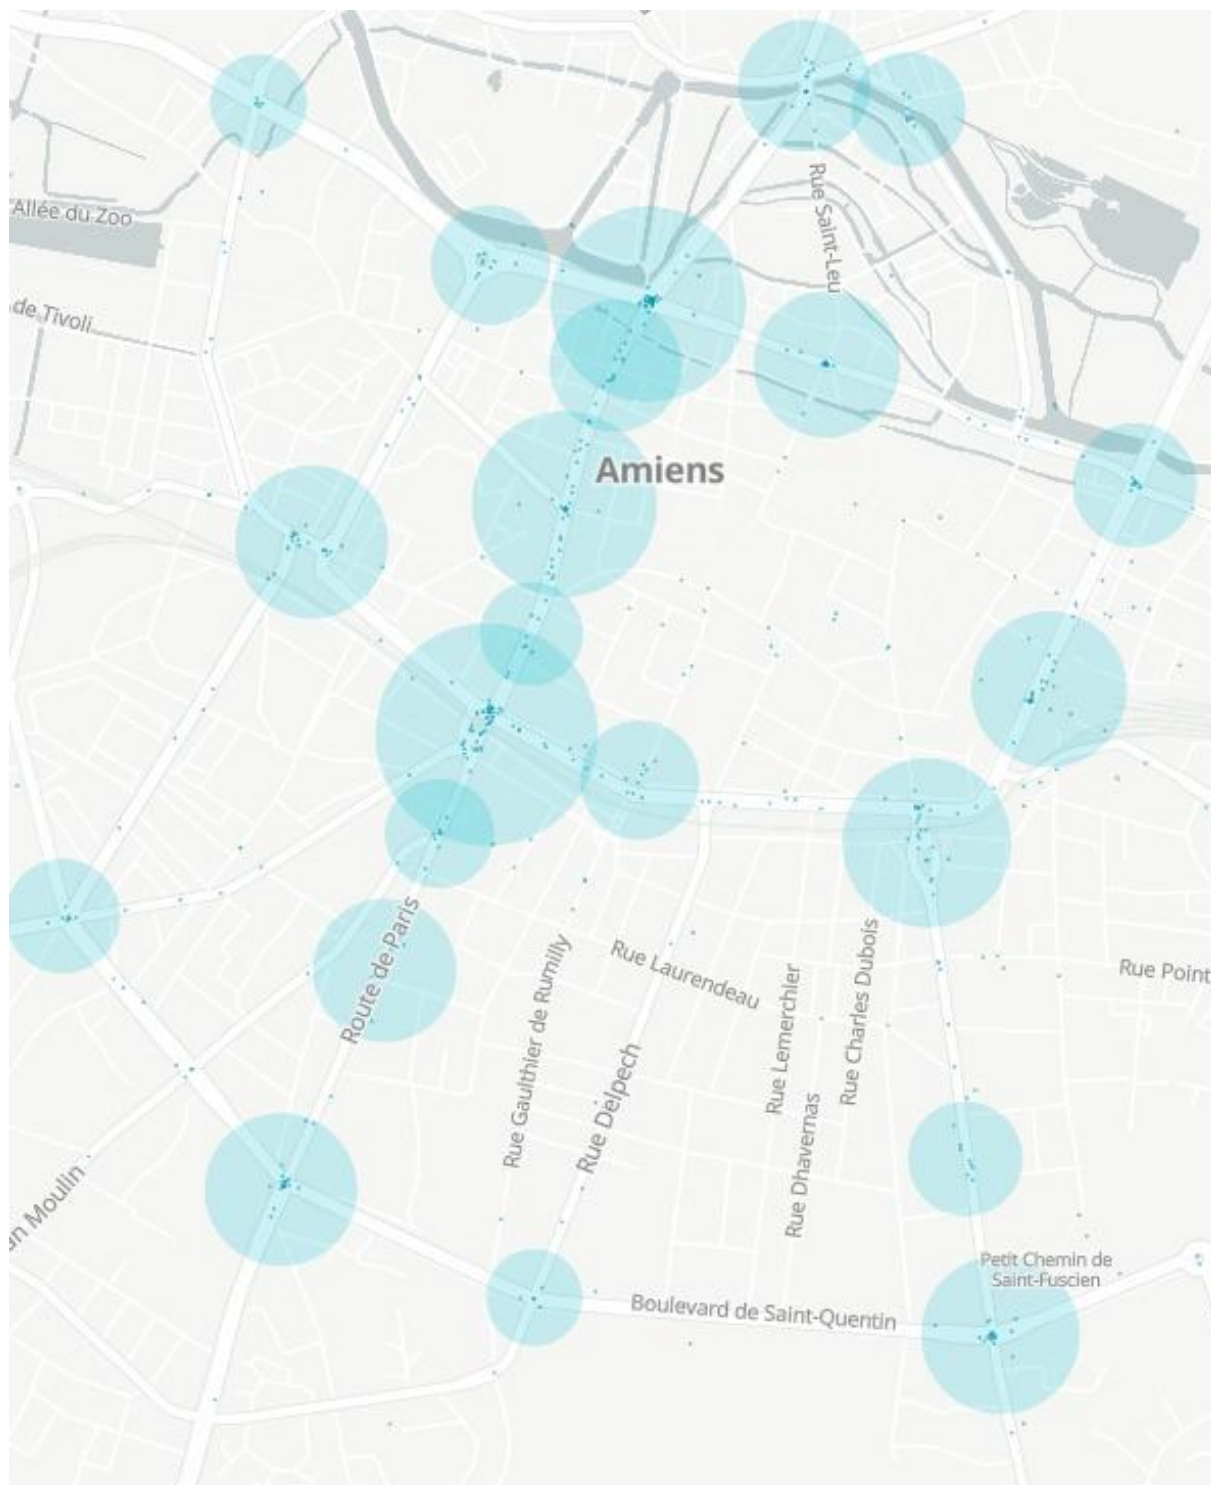 Rue Saint-Leu
Allée du Zoo
de Tivoli
Amiens
Route de Paris
Rue Gaulthier de Rumilly
Rue Laurendeau
Rue Delpech
Rue Lemerchier
Rue Dhavernas
Rue Charles Dubois
Rue Point
an Moulin
Petit Chemin de
Saint-Fuscien
Boulevard de Saint-Quentin